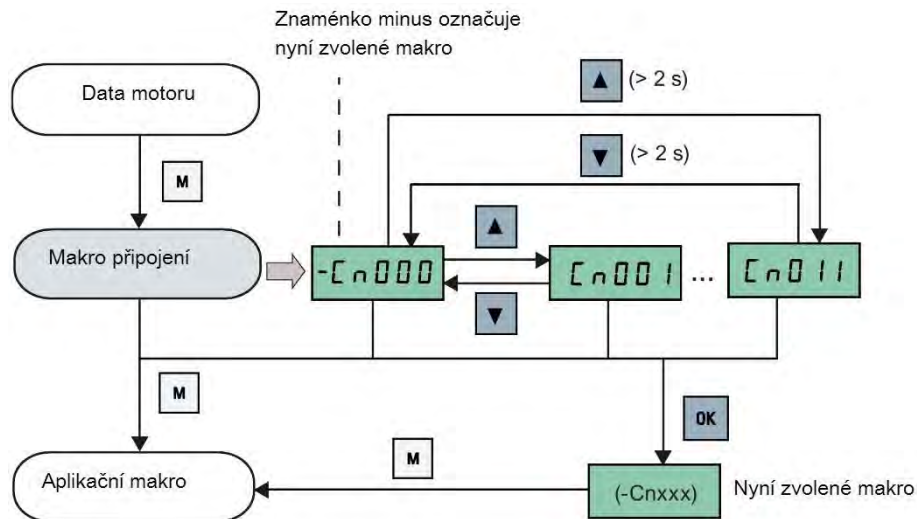 Znaménko minus označuje
nyní zvolené makro
Data motoru
▲ (> 2 s)
▼ (> 2 s)
M
Makro připojení
▲
-Cn000
Cn001
...
Cn011
▼
M
OK
M
Aplikační makro
(-Cnxxx)
Nyní zvolené makro